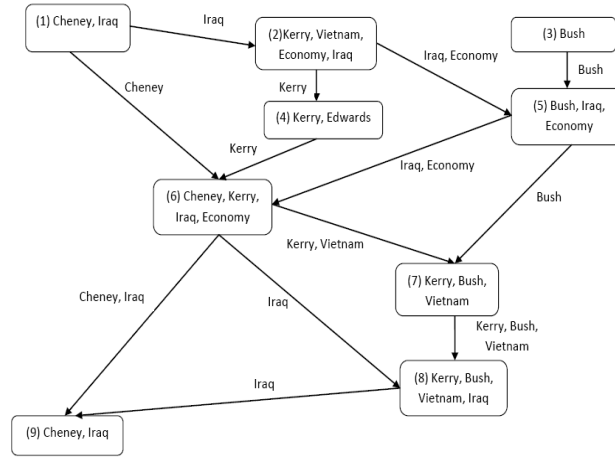 (1) Cheney, Iraq
Iraq
(2)Kerry, Vietnam,
Economy, Iraq
(3) Bush
Iraq, Economy
Bush
Cheney
Kerry
(4) Kerry, Edwards
(5) Bush, Iraq,
Economy
Kerry
Iraq, Economy
(6) Cheney, Kerry,
Iraq, Economy
Bush
Kerry, Vietnam
(7) Kerry, Bush,
Vietnam
Cheney, Iraq
Iraq
Kerry, Bush,
Vietnam
(8) Kerry, Bush,
Vietnam, Iraq
Iraq
(9) Cheney, Iraq